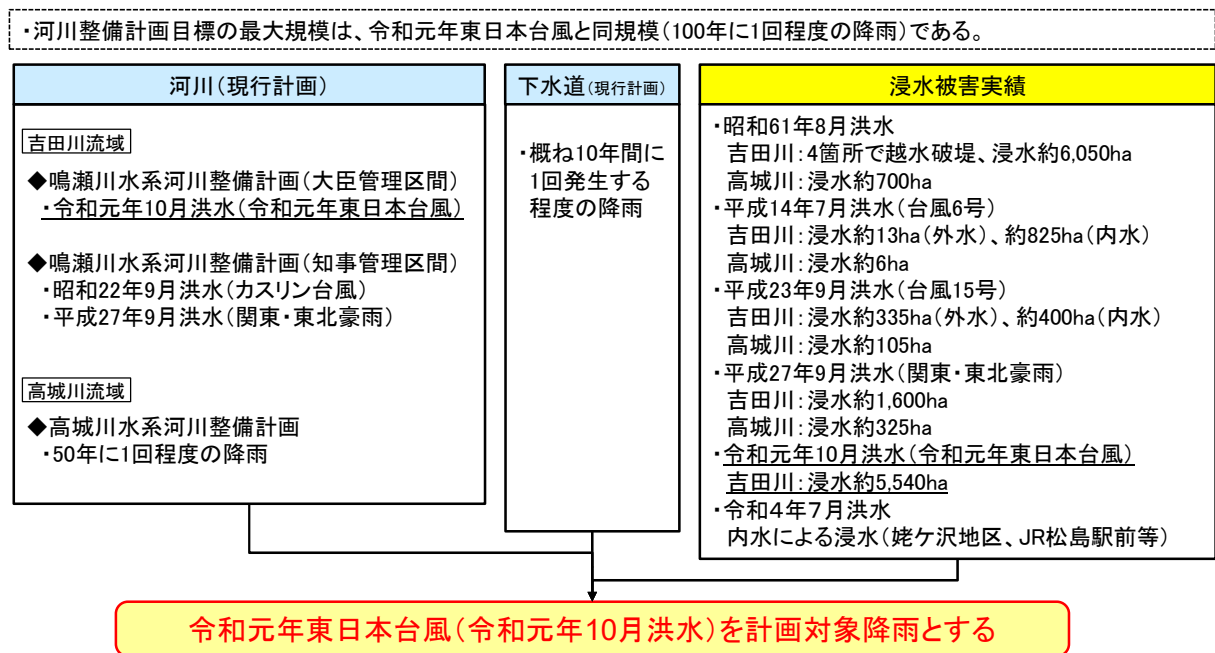 ・河川整備計画目標の最大規模は、令和元年東日本台風と同規模(100年に1回程度の降雨)である。
河川(現行計画)
吉田川流域
◆鳴瀬川水系河川整備計画(大臣管理区間)
・令和元年10月洪水(令和元年東日本台風)
◆鳴瀬川水系河川整備計画(知事管理区間)
・昭和22年9月洪水(カスリン台風)
・平成27年9月洪水(関東・東北豪雨)
高城川流域
◆高城川水系河川整備計画
・50年に1回程度の降雨
下水道(現行計画)
・概ね10年間に
1回発生する
程度の降雨
浸水被害実績
・昭和61年8月洪水
吉田川:4箇所で越水破堤、浸水約6,050ha
高城川:浸水約700ha
・平成14年7月洪水(台風6号)
吉田川:浸水約13ha(外水)、約825ha(内水)
高城川:浸水約6ha
・平成23年9月洪水(台風15号)
吉田川:浸水約335ha(外水)、約400ha(内水)
高城川:浸水約105ha
・平成27年9月洪水(関東・東北豪雨)
吉田川:浸水約1,600ha
高城川:浸水約325ha
・令和元年10月洪水(令和元年東日本台風)
吉田川:浸水約5,540ha
・令和4年7月洪水
内水による浸水(姥ケ沢地区、JR松島駅前等)
令和元年東日本台風(令和元年10月洪水)を計画対象降雨とする